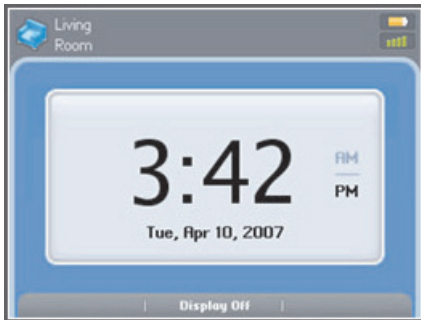 Living
Room
3:42
AM
PM
Tue, Apr 10, 2007
Display Off